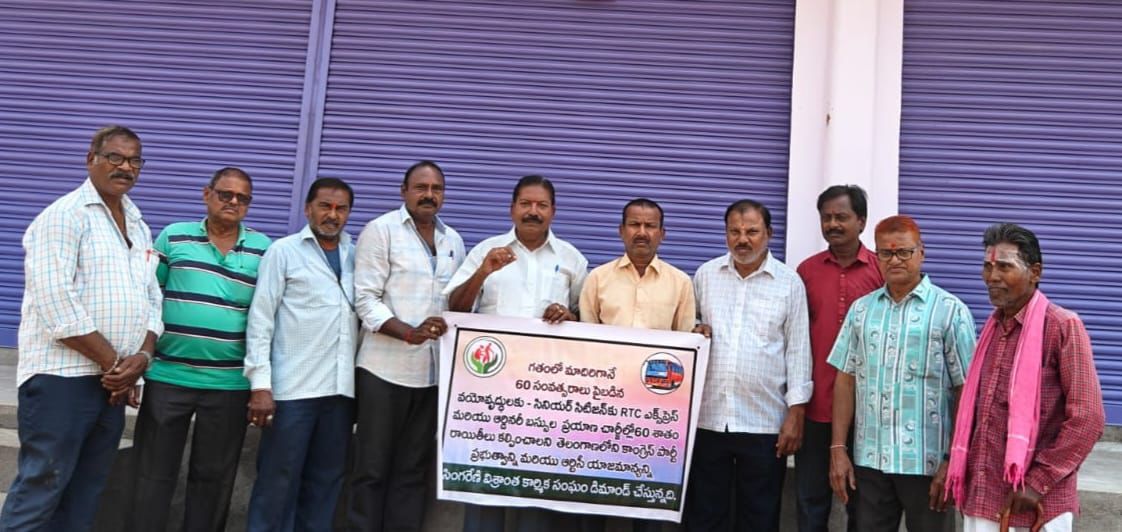 గతంలో మాదిరిగానే
60 సంవత్సరాలు పైబడిన
వయోవృద్ధులకు - సీనియర్ సిటిజన్‌కు RTC ఎక్స్‌ప్రెస్
మరియు ఆర్డినరీ బస్సుల ప్రయాణ చార్జీల్లో 60 శాతం
రాయితీలు కల్పించాలని తెలంగాణలోని కాంగ్రెస్ పార్టీ
ప్రభుత్వాన్ని మరియు ఆర్టిసీ యాజమాన్యన్ని
సింగరేణి విశ్రాంత కార్మిక సంఘం డిమాండ్ చేస్తున్నది.